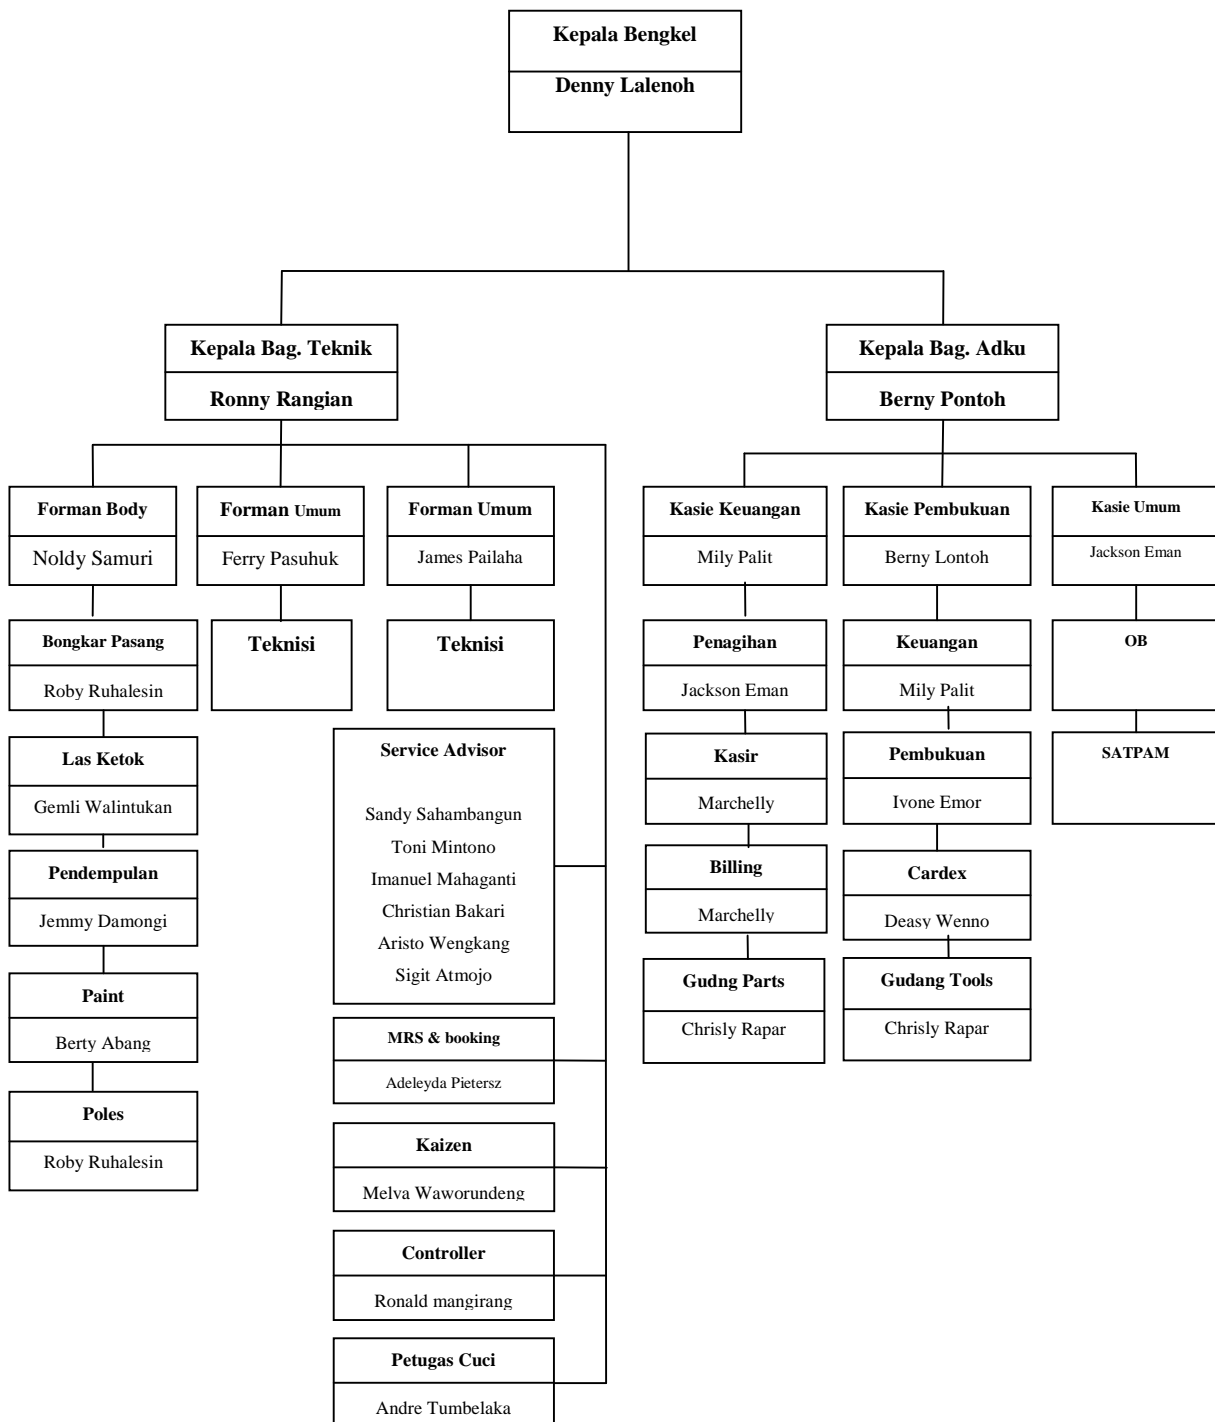 Kepala Bengkel
Denny Lalenoh
Kepala Bag. Teknik
Ronny Rangian
Kepala Bag. Adku
Berny Pontoh
Forman Body
Noldy Samuri
Forman Umum
Ferry Pasuhuk
Forman Umum
James Pailaha
Kasie Keuangan
Mily Palit
Kasie Pembukuan
Berny Lontoh
Kasie Umum
Jackson Eman
Bongkar Pasang
Roby Ruhalesin
Teknisi
Teknisi
Penagihan
Jackson Eman
Keuangan
Mily Palit
OB
Las Ketok
Gemli Walintukan
Service Advisor
Sandy Sahambangun
Toni Mintono
Imanuel Mahaganti
Christian Bakari
Aristo Wengkang
Sigit Atmojo
Kasir
Marchelly
Pembukuan
Ivone Emor
SATPAM
Pendempulan
Jemmy Damongi
Billing
Marchelly
Cardex
Deasy Wenno
Paint
Berty Abang
Gudng Parts
Chrisly Rapar
Gudang Tools
Chrisly Rapar
MRS & booking
Adeleyda Pietersz
Poles
Roby Ruhalesin
Kaizen
Melva Waworundeng
Controller
Ronald mangirang
Petugas Cuci
Andre Tumbelaka